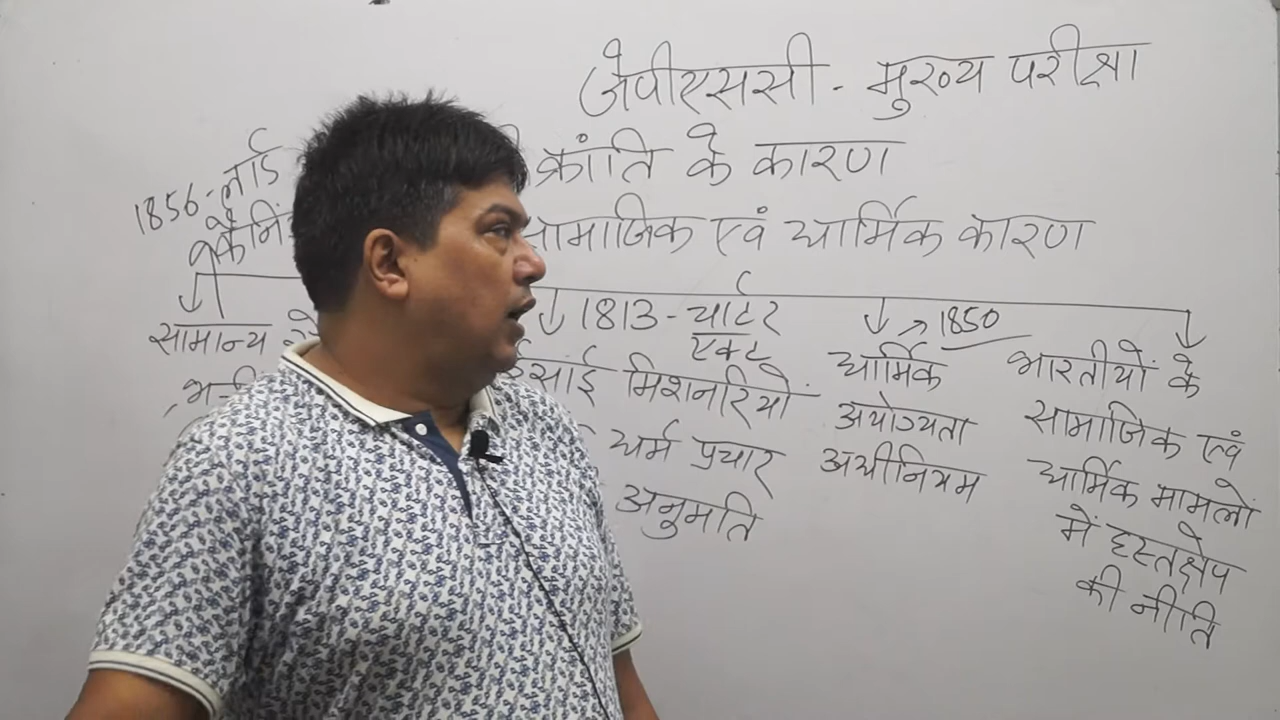 जेपीएससी - मुख्य परीक्षा
क्रांति के कारण
सामाजिक एवं धार्मिक कारण
1856 - लार्ड
कैनिं
सामान्य
1813 - चार्टर
एक्ट
ईसाई मिशनरियों
धर्म प्रचार
अनुमति
1850
धार्मिक
अयोग्यता
अधीनियम
भारतीयों के
सामाजिक एवं
धार्मिक मामलों
में हस्तक्षेप
की नीति